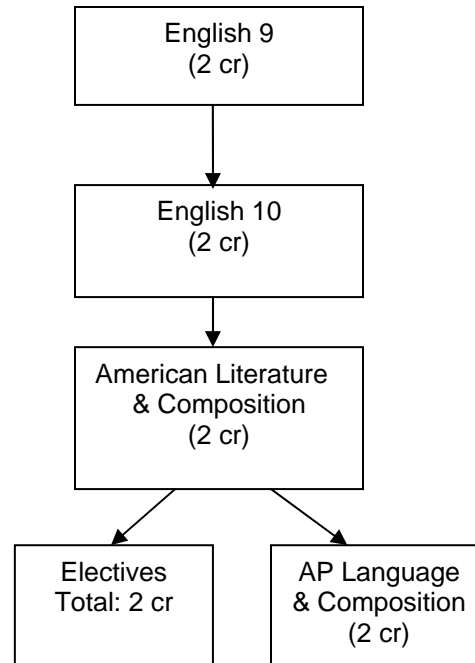 English 9
(2 cr)
English 10
(2 cr)
American Literature
& Composition
(2 cr)
Electives
Total: 2 cr
AP Language
& Composition
(2 cr)